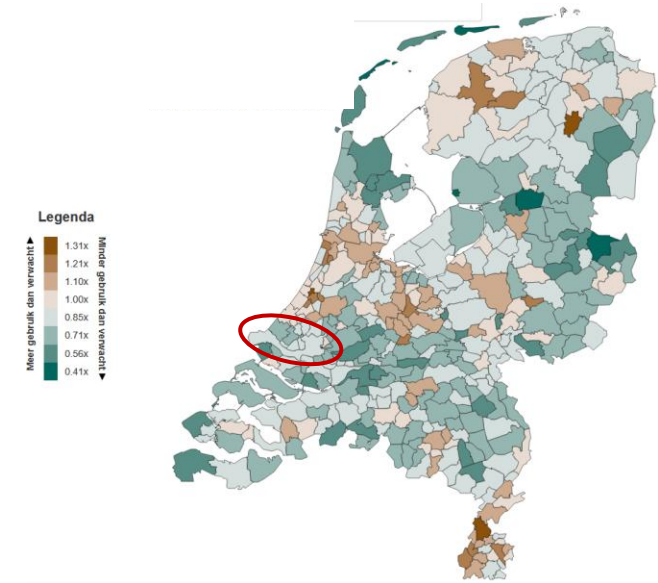 Legenda
Meer gebruik dan verwacht ▶
1.31x
1.21x
1.10x
1.00x
0.85x
0.71x
0.56x
0.41x
Minder gebruik dan verwacht ▶